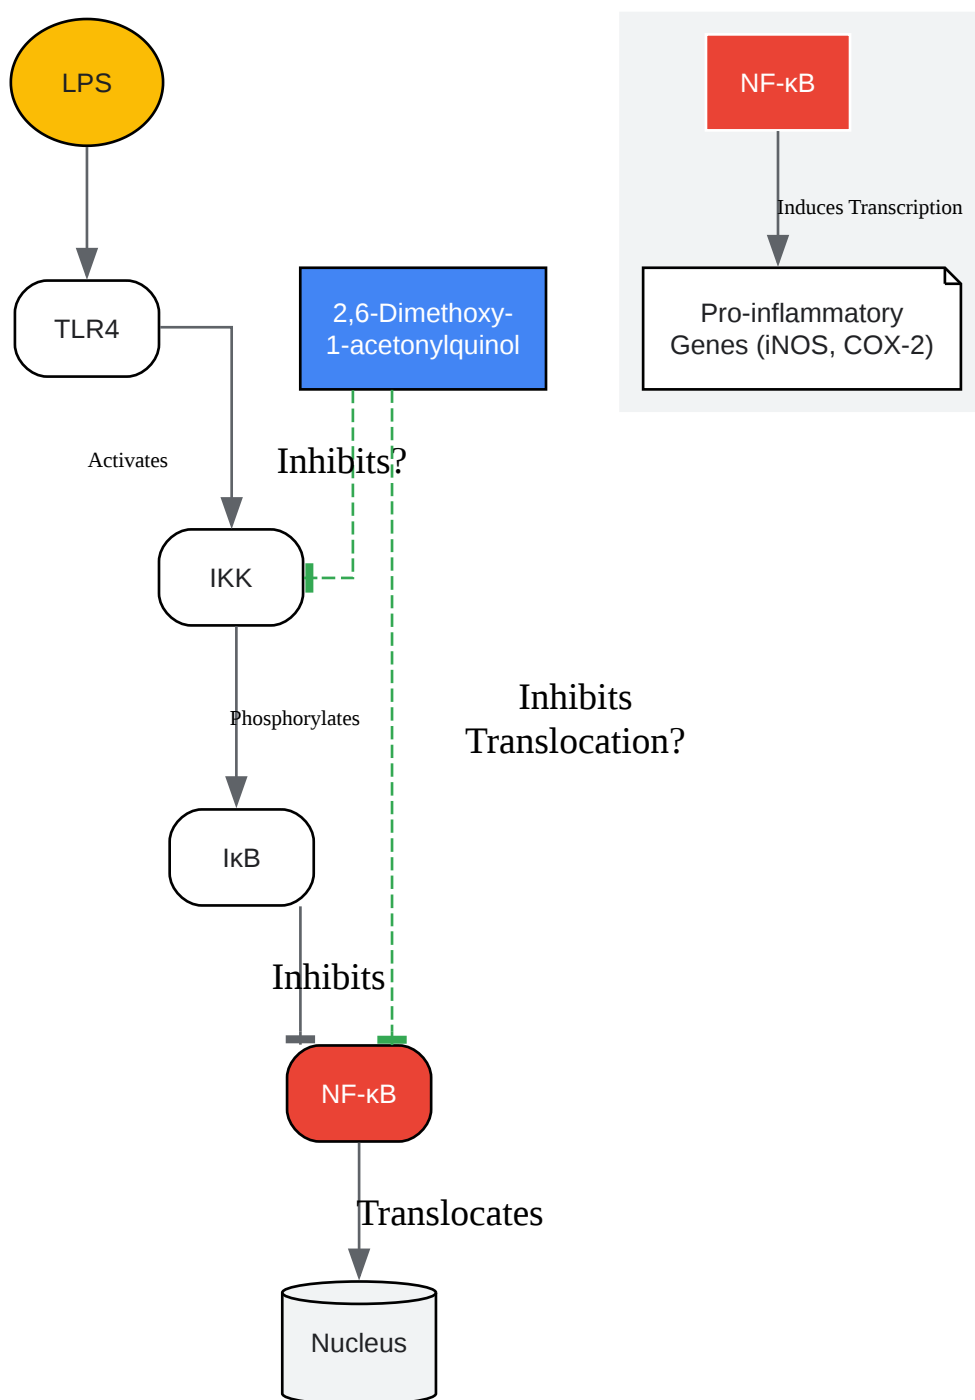 LPS
NF-κB
Induces Transcription
TLR4
2,6-Dimethoxy-
1-acetonylquinol
Pro-inflammatory
Genes (iNOS, COX-2)
Activates
Inhibits?
IKK
Inhibits
Translocation?
Phosphorylates
IκB
Inhibits
NF-κB
Translocates
Nucleus